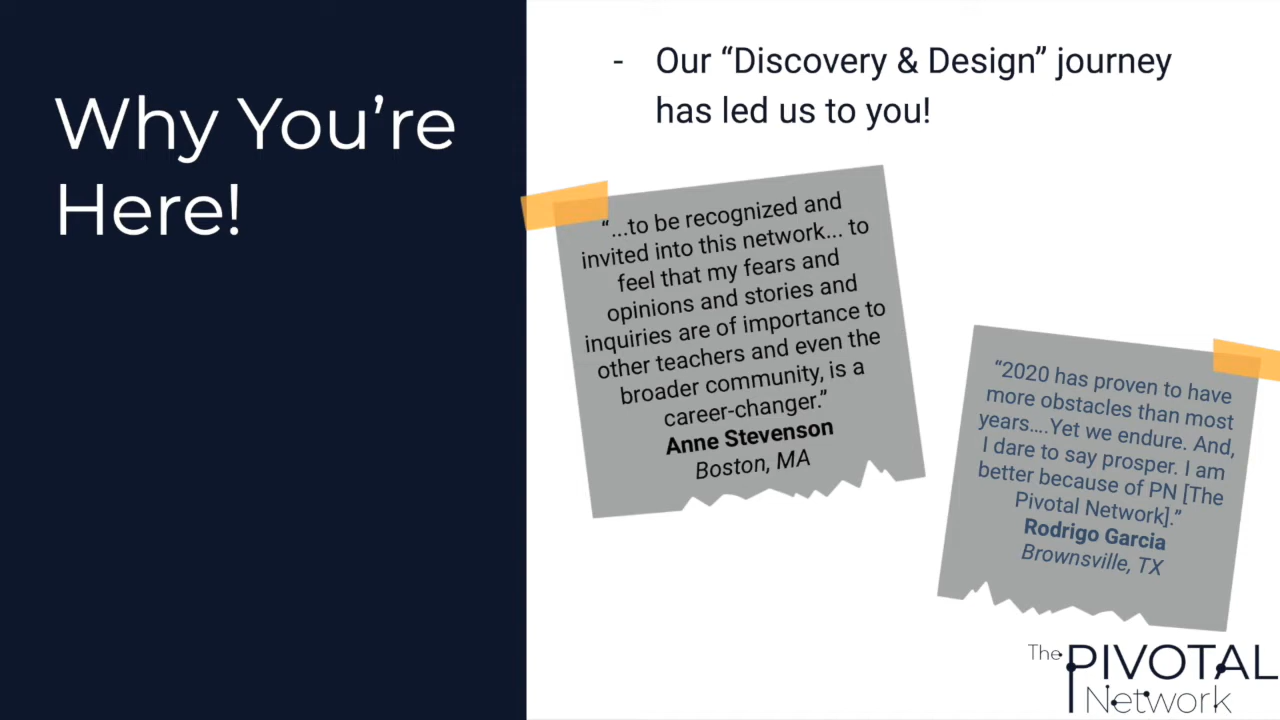 Why You’re
Here!
- Our “Discovery & Design” journey
has led us to you!
“...to be recognized and
invited into this network... to
feel that my fears and
opinions and stories and
inquiries are of importance to
other teachers and even the
broader community, is a
career-changer.”
Anne Stevenson
Boston, MA
“2020 has proven to have
more obstacles than most
years....Yet we endure. And,
I dare to say prosper. I am
better because of PN [The
Pivotal Network].”
Rodrigo Garcia
Brownsville, TX
The PIVOTAL
Network